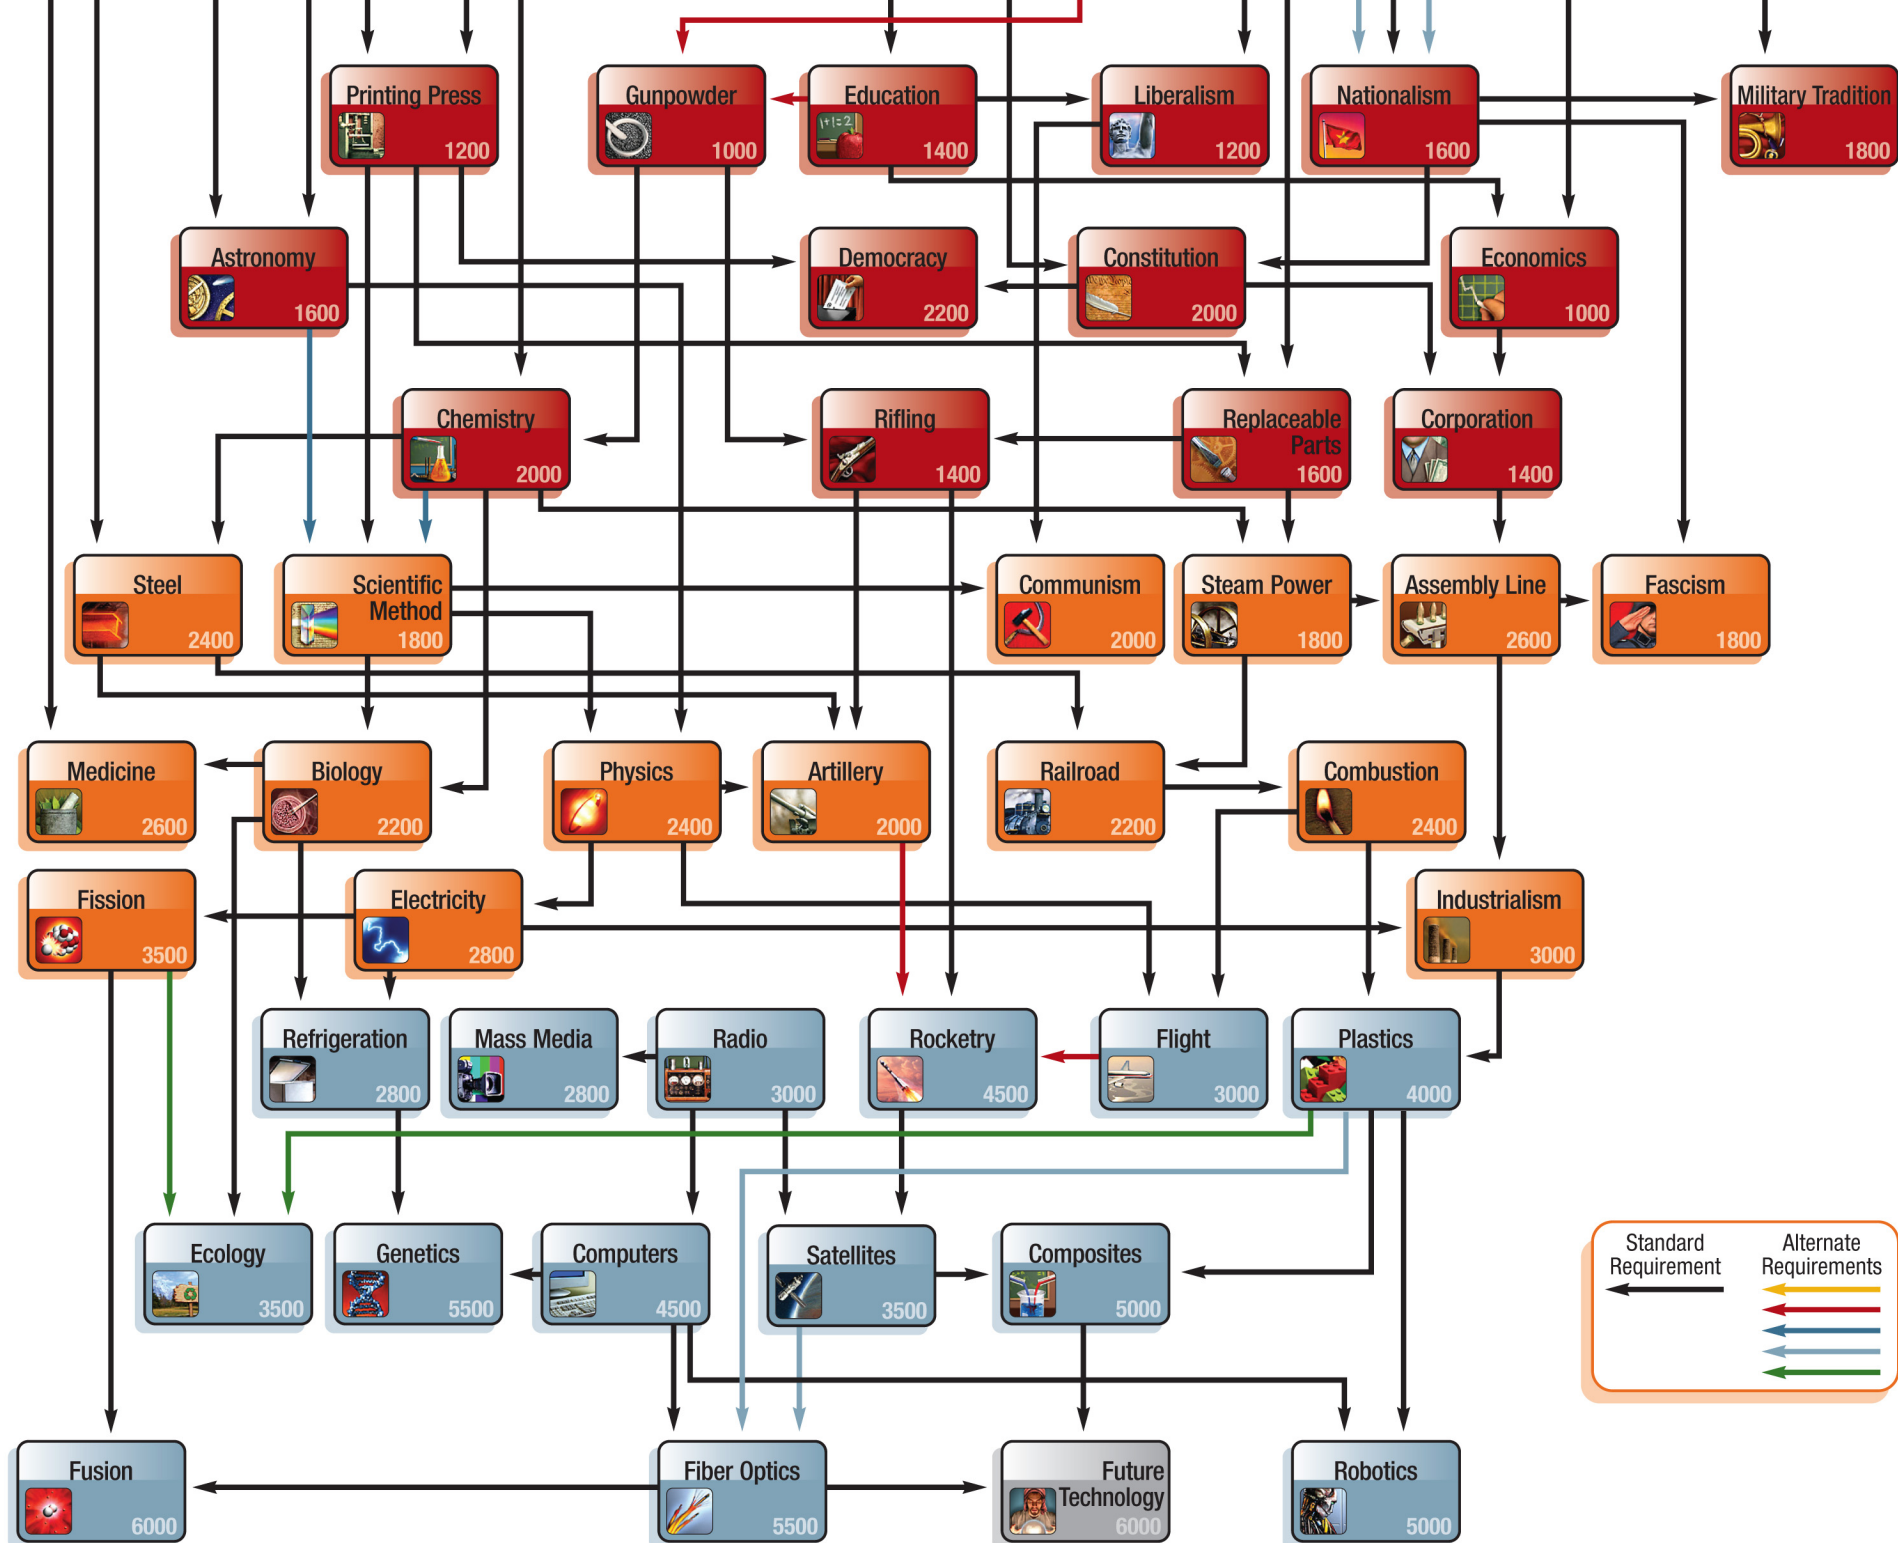 Printing Press
1200
Gunpowder
1000
Education
1+1=2
1400
Liberalism
1200
Nationalism
1600
Military Tradition
1800
Astronomy
1600
Democracy
2200
Constitution
2000
Economics
1000
Chemistry
2000
Rifling
1400
Replaceable
Parts
1600
Corporation
1400
Steel
2400
Scientific
Method
1800
Communism
2000
Steam Power
1800
Assembly Line
2600
Fascism
1800
Medicine
2600
Biology
2200
Physics
2400
Artillery
2000
Railroad
2200
Combustion
2400
Fission
3500
Electricity
2800
Industrialism
3000
Refrigeration
2800
Mass Media
2800
Radio
3000
Rocketry
4500
Flight
3000
Plastics
4000
Ecology
3500
Genetics
5500
Computers
4500
Satellites
3500
Composites
5000
Standard
Requirement
Alternate
Requirements
Fusion
6000
Fiber Optics
5500
Future
Technology
6000
Robotics
5000